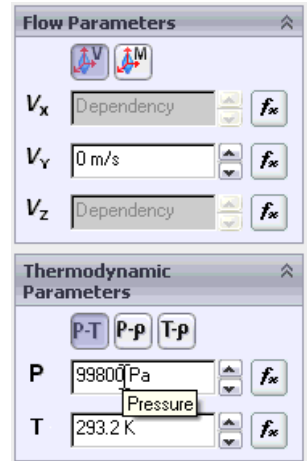 Flow Parameters
V M
Vx Dependency fx
VY 0 m/s fx
Vz Dependency fx
Thermodynamic
Parameters
P-T P-ρ T-ρ
P 99800 Pa fx
Pressure
T 293.2 K fx